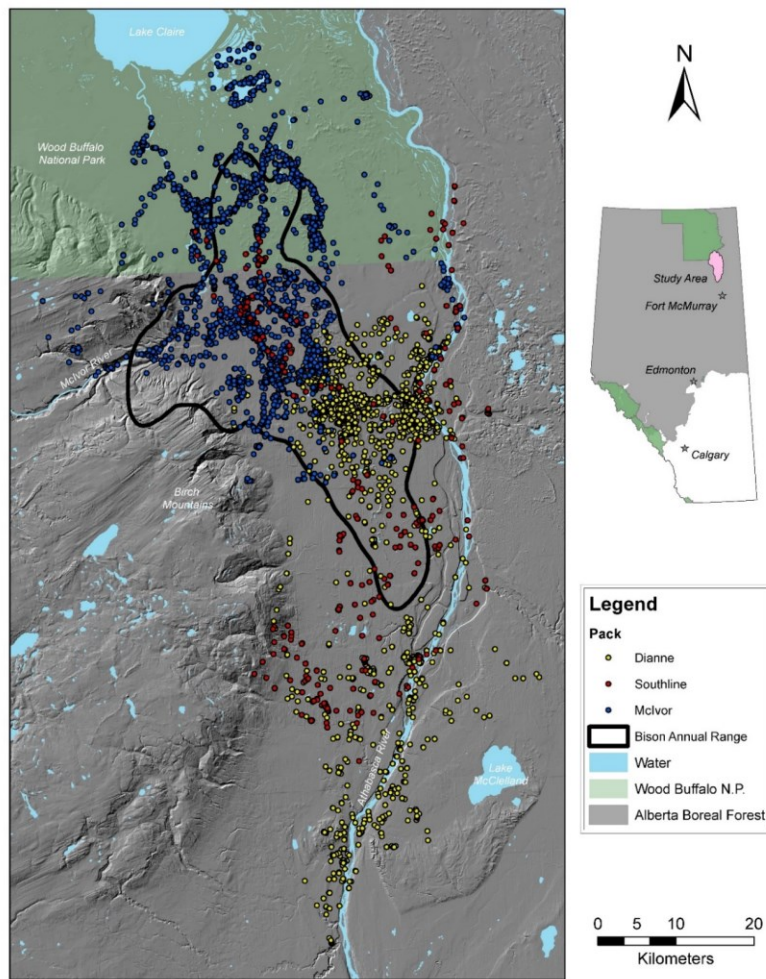 Lake Claire
Wood Buffalo
National Park
McIvor River
Birch
Mountains
Athabasca River
Lake
McClelland
N
Study Area
Fort McMurray
Edmonton
Calgary
Legend
Pack
Dianne
Southline
McIvor
Bison Annual Range
Water
Wood Buffalo N.P.
Alberta Boreal Forest
0 5 10 20
Kilometers